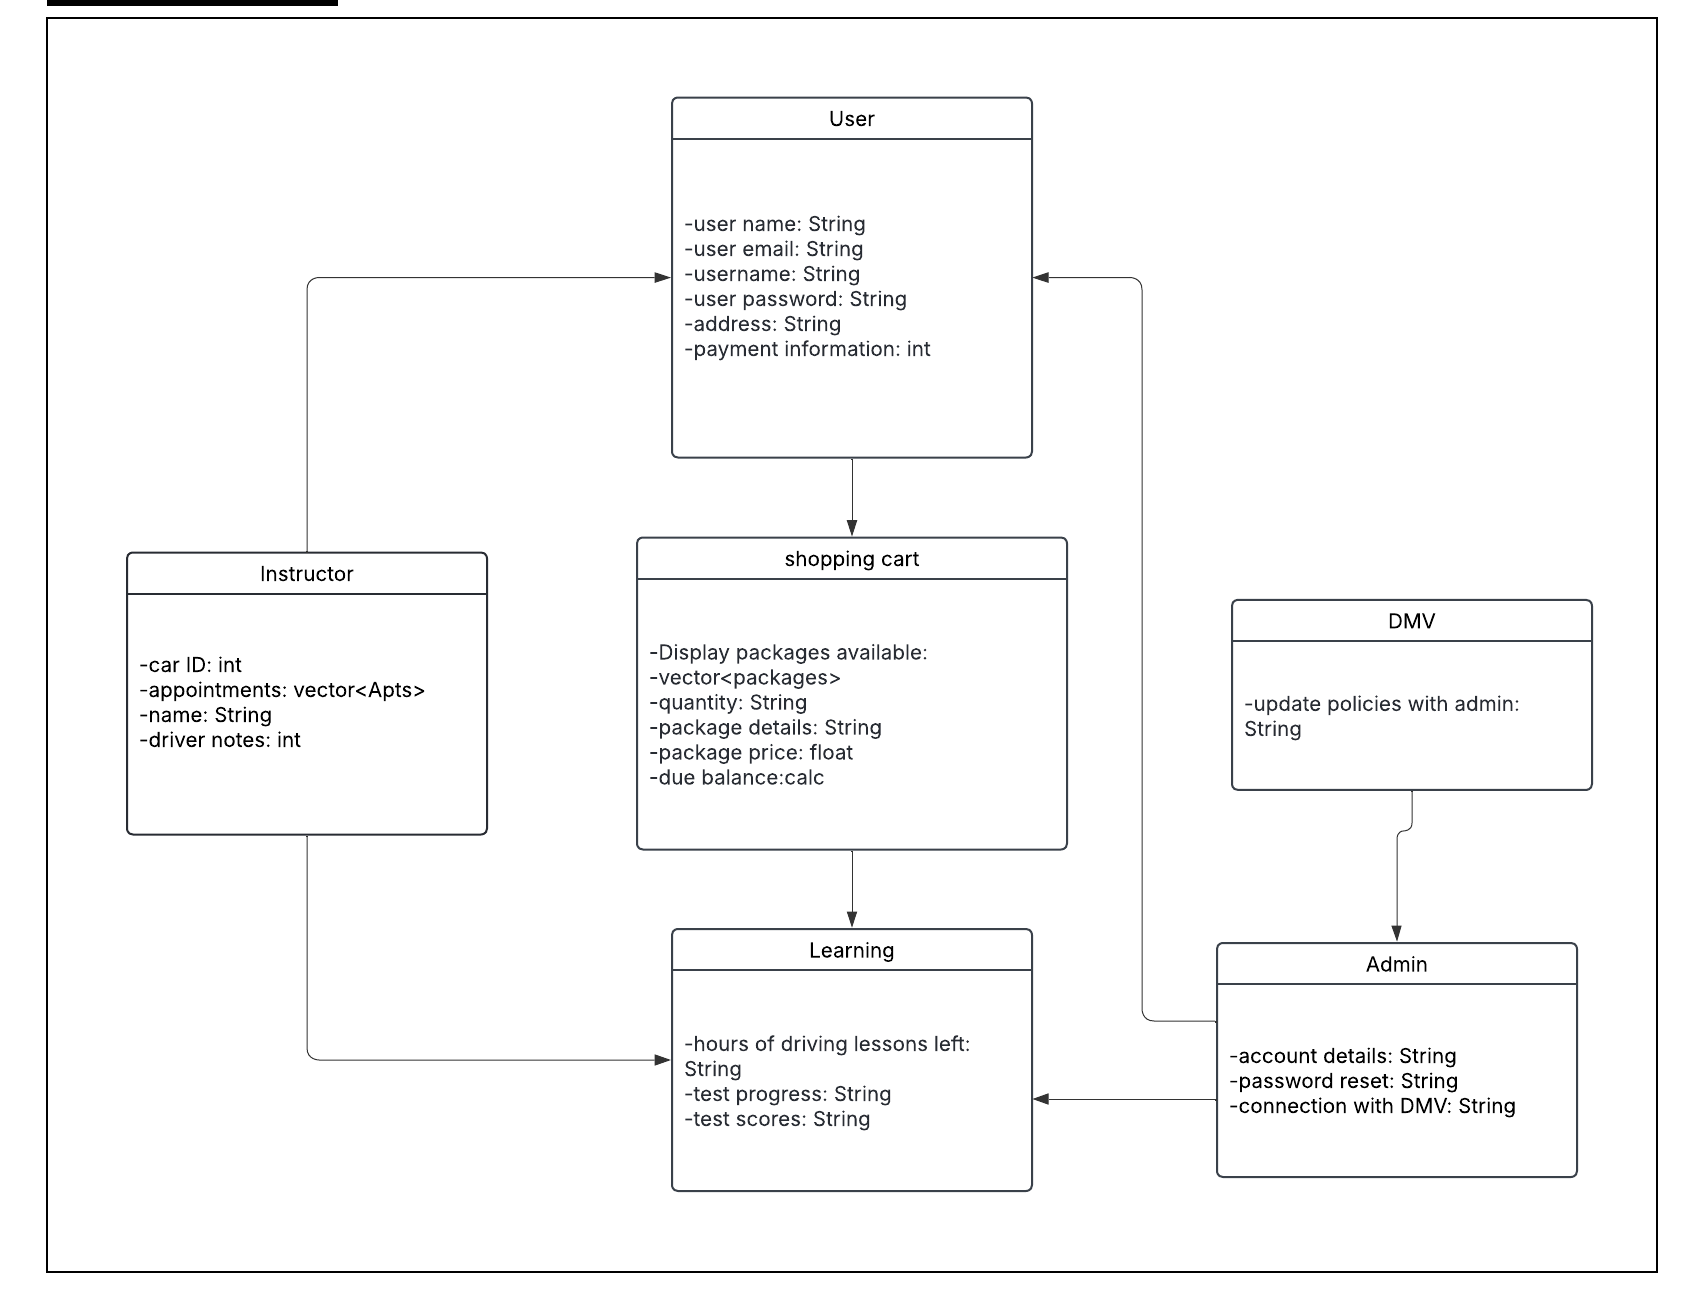 User
-user name: String
-user email: String
-username: String
-user password: String
-address: String
-payment information: int
Instructor
-car ID: int
-appointments: vector<Apts>
-name: String
-driver notes: int
shopping cart
-Display packages available:
-vector<packages>
-quantity: String
-package details: String
-package price: float
-due balance:calc
DMV
-update policies with admin:
String
Learning
-hours of driving lessons left:
String
-test progress: String
-test scores: String
Admin
-account details: String
-password reset: String
-connection with DMV: String